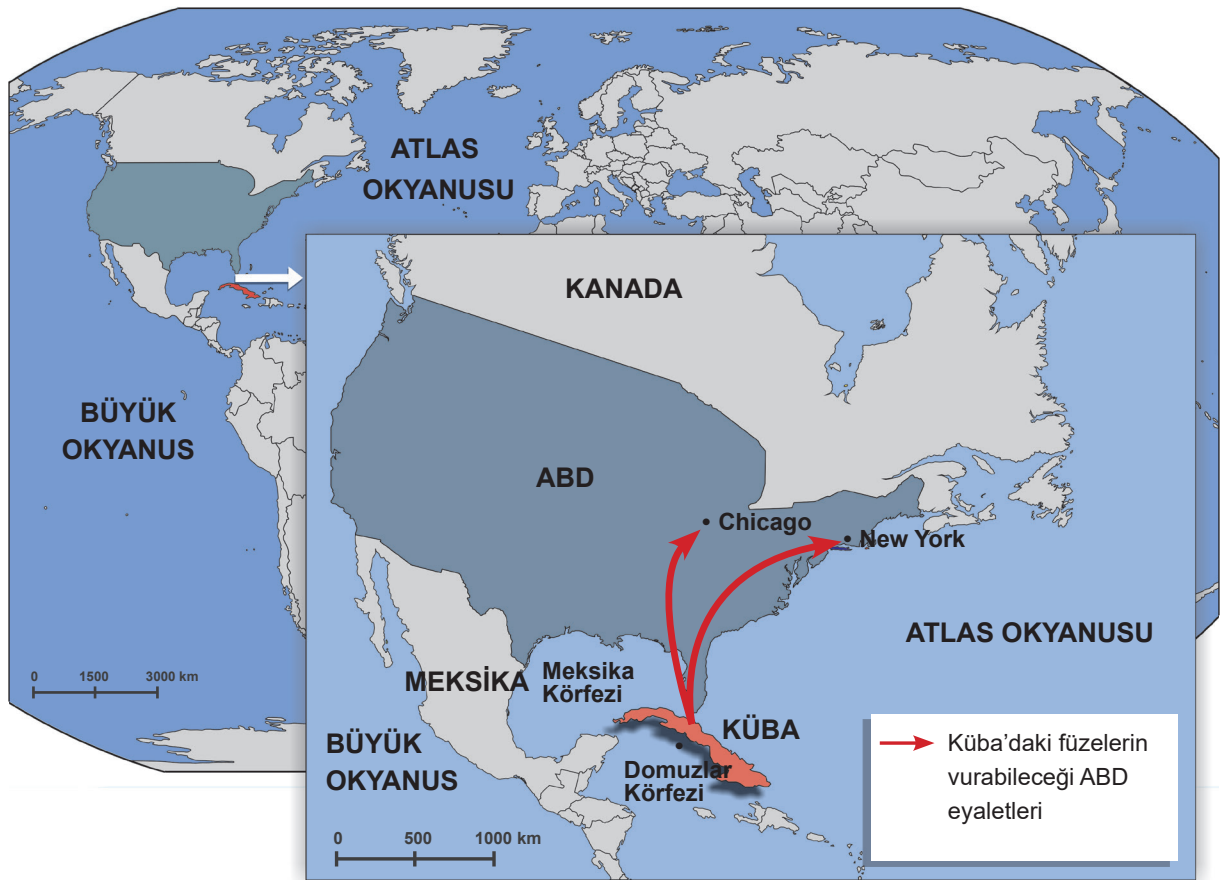 ATLAS
OKYANUSU
BÜYÜK
OKYANUS
0 1500 3000 km
KANADA
ABD
Chicago
New York
ATLAS OKYANUSU
MEKSİKA
Meksika
Körfezi
KÜBA
BÜYÜK
OKYANUS
Domuzlar
Körfezi
0 500 1000 km
Küba’daki füzelerin
vurabileceği ABD
eyaletleri